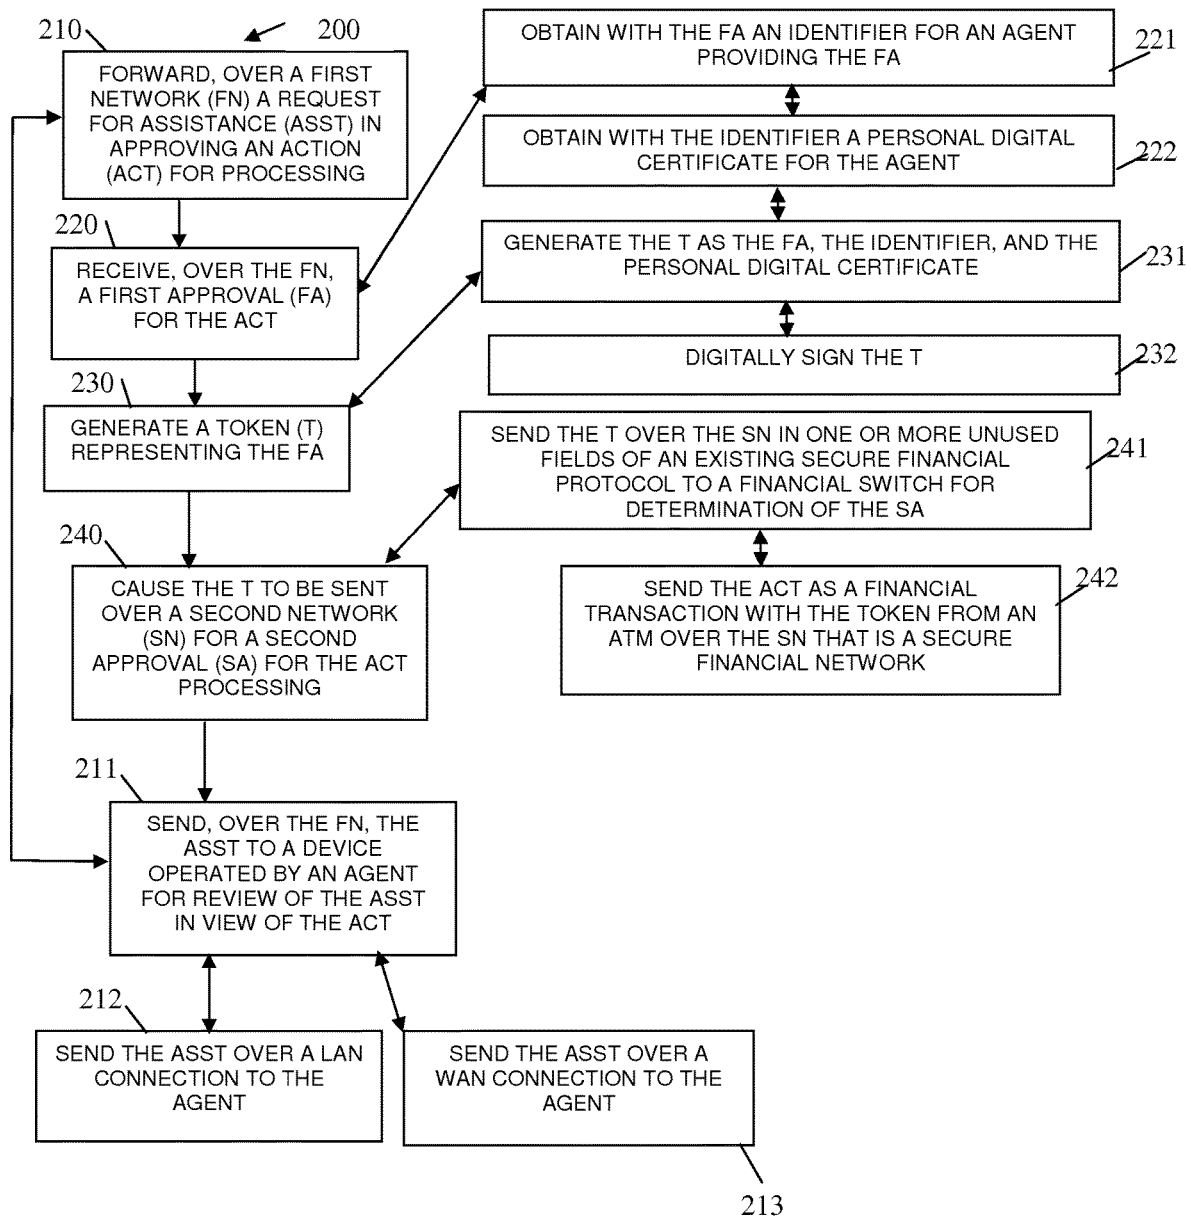 210
200
FORWARD, OVER A FIRST
NETWORK (FN) A REQUEST
FOR ASSISTANCE (ASST) IN
APPROVING AN ACTION
(ACT) FOR PROCESSING
220
RECEIVE, OVER THE FN,
A FIRST APPROVAL (FA)
FOR THE ACT
230
GENERATE A TOKEN (T)
REPRESENTING THE FA
240
CAUSE THE T TO BE SENT
OVER A SECOND NETWORK
(SN) FOR A SECOND
APPROVAL (SA) FOR THE ACT
PROCESSING
211
SEND, OVER THE FN, THE
ASST TO A DEVICE
OPERATED BY AN AGENT
FOR REVIEW OF THE ASST
IN VIEW OF THE ACT
212
SEND THE ASST OVER A LAN
CONNECTION TO THE
AGENT
SEND THE ASST OVER A
WAN CONNECTION TO THE
AGENT
213
OBTAIN WITH THE FA AN IDENTIFIER FOR AN AGENT
PROVIDING THE FA
221
OBTAIN WITH THE IDENTIFIER A PERSONAL DIGITAL
CERTIFICATE FOR THE AGENT
222
GENERATE THE T AS THE FA, THE IDENTIFIER, AND THE
PERSONAL DIGITAL CERTIFICATE
231
DIGITALLY SIGN THE T
232
SEND THE T OVER THE SN IN ONE OR MORE UNUSED
FIELDS OF AN EXISTING SECURE FINANCIAL
PROTOCOL TO A FINANCIAL SWITCH FOR
DETERMINATION OF THE SA
241
SEND THE ACT AS A FINANCIAL
TRANSACTION WITH THE TOKEN FROM AN
ATM OVER THE SN THAT IS A SECURE
FINANCIAL NETWORK
242